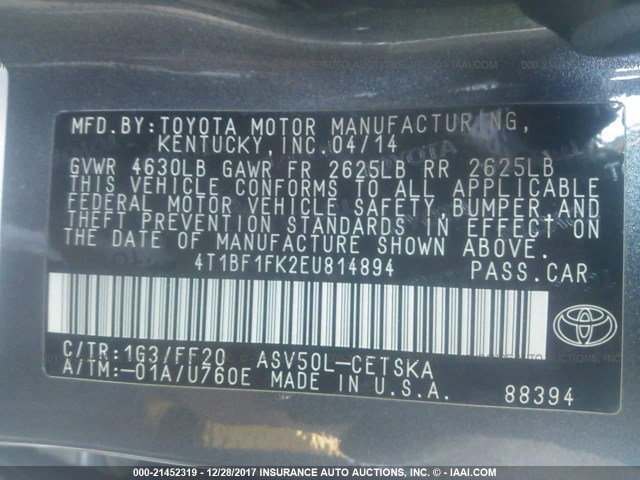 MFD.BY:TOYOTA MOTOR MANUFACTURING,
KENTUCKY, INC. 04/14
GVWR 4630LB GAWR FR 2625LB RR 2625LB
THIS VEHICLE CONFORMS TO ALL APPLICABLE
FEDERAL MOTOR VEHICLE SAFETY, BUMPER AND
THEFT PREVENTION STANDARDS IN EFFECT ON
THE DATE OF MANUFACTURE SHOWN ABOVE.
4T1BF1FK2EU814894 PASS.CAR
C/TR:1G3/FF20 ASV50L-CETSKA
A/TM:-01A/U760E MADE IN U.S.A.
88394
TOYOTA
000-21452319 - 12/28/2017 INSURANCE AUTO AUCTIONS - © - IAAI.COM